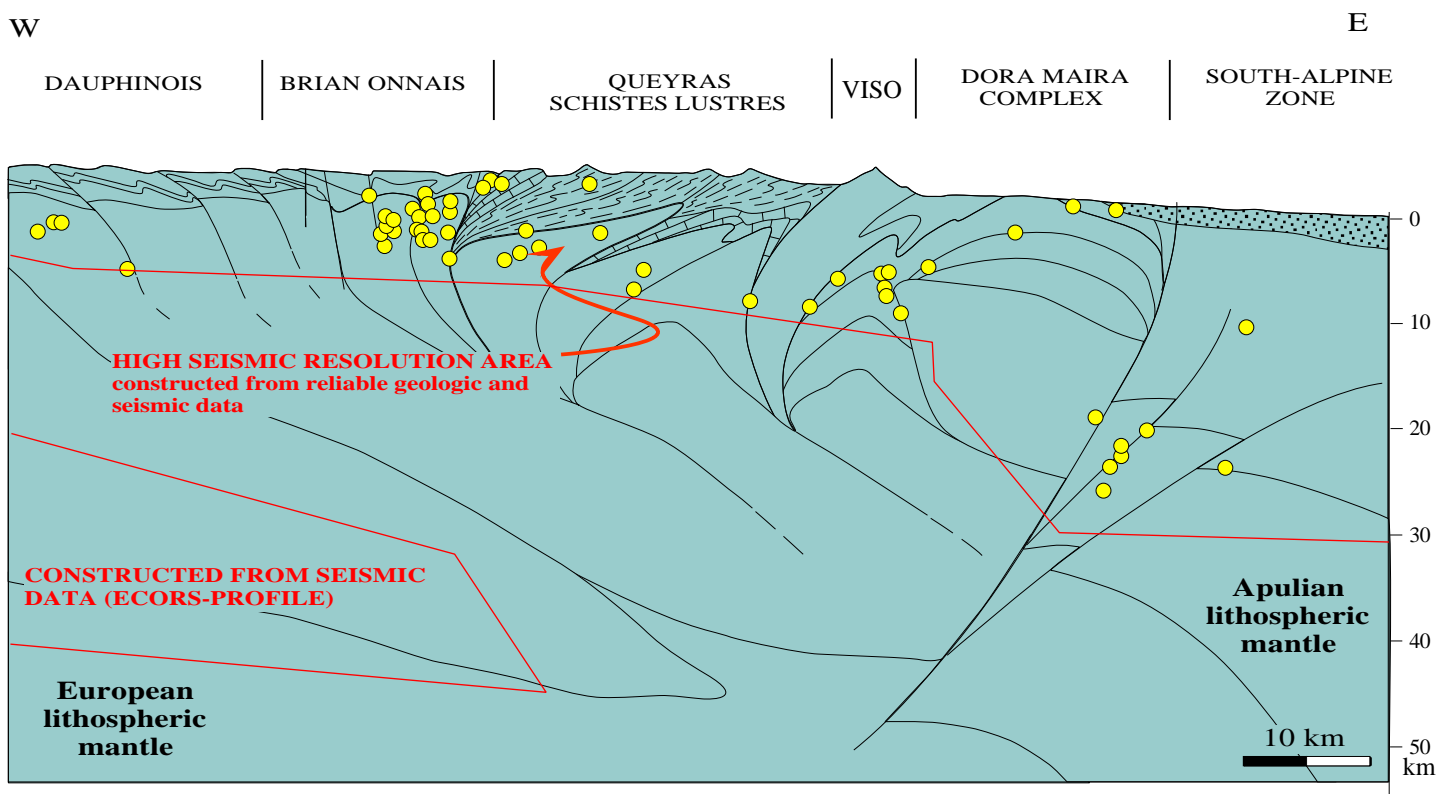 W
E
DAUPHINOIS
BRIAN ONNAIS
QUEYRAS
SCHISTES LUSTRES
VISO
DORA MAIRA
COMPLEX
SOUTH-ALPINE
ZONE
0
10
20
30
40
50
km
HIGH SEISMIC RESOLUTION AREA
constructed from reliable geologic and
seismic data
CONSTRUCTED FROM SEISMIC
DATA (ECORS-PROFILE)
European
lithospheric
mantle
Apulian
lithospheric
mantle
10 km